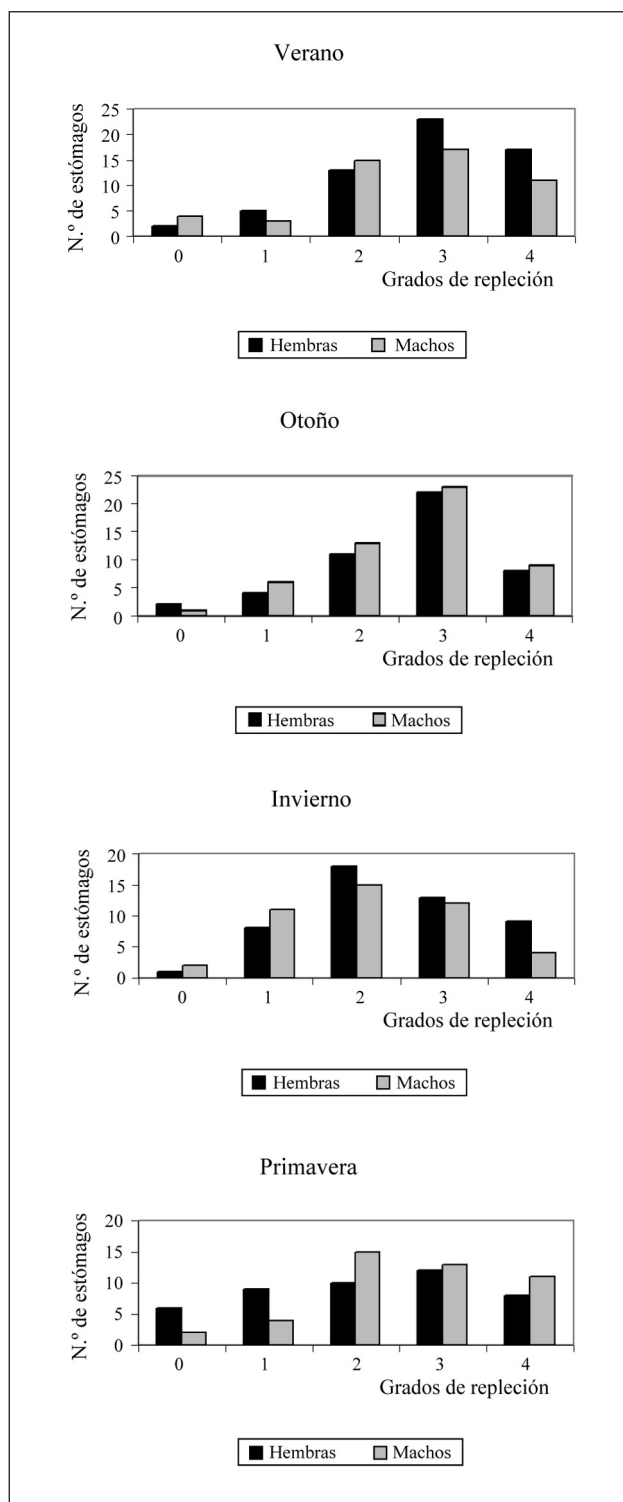 Verano
N.º de estómagos
25
20
15
10
5
0
0 1 2 3 4
Grados de repleción
Hembras Machos
Otoño
N.º de estómagos
25
20
15
10
5
0
0 1 2 3 4
Grados de repleción
Hembras Machos
Invierno
N.º de estómagos
20
15
10
5
0
0 1 2 3 4
Grados de repleción
Hembras Machos
Primavera
N.º de estómagos
20
15
10
5
0
0 1 2 3 4
Grados de repleción
Hembras Machos